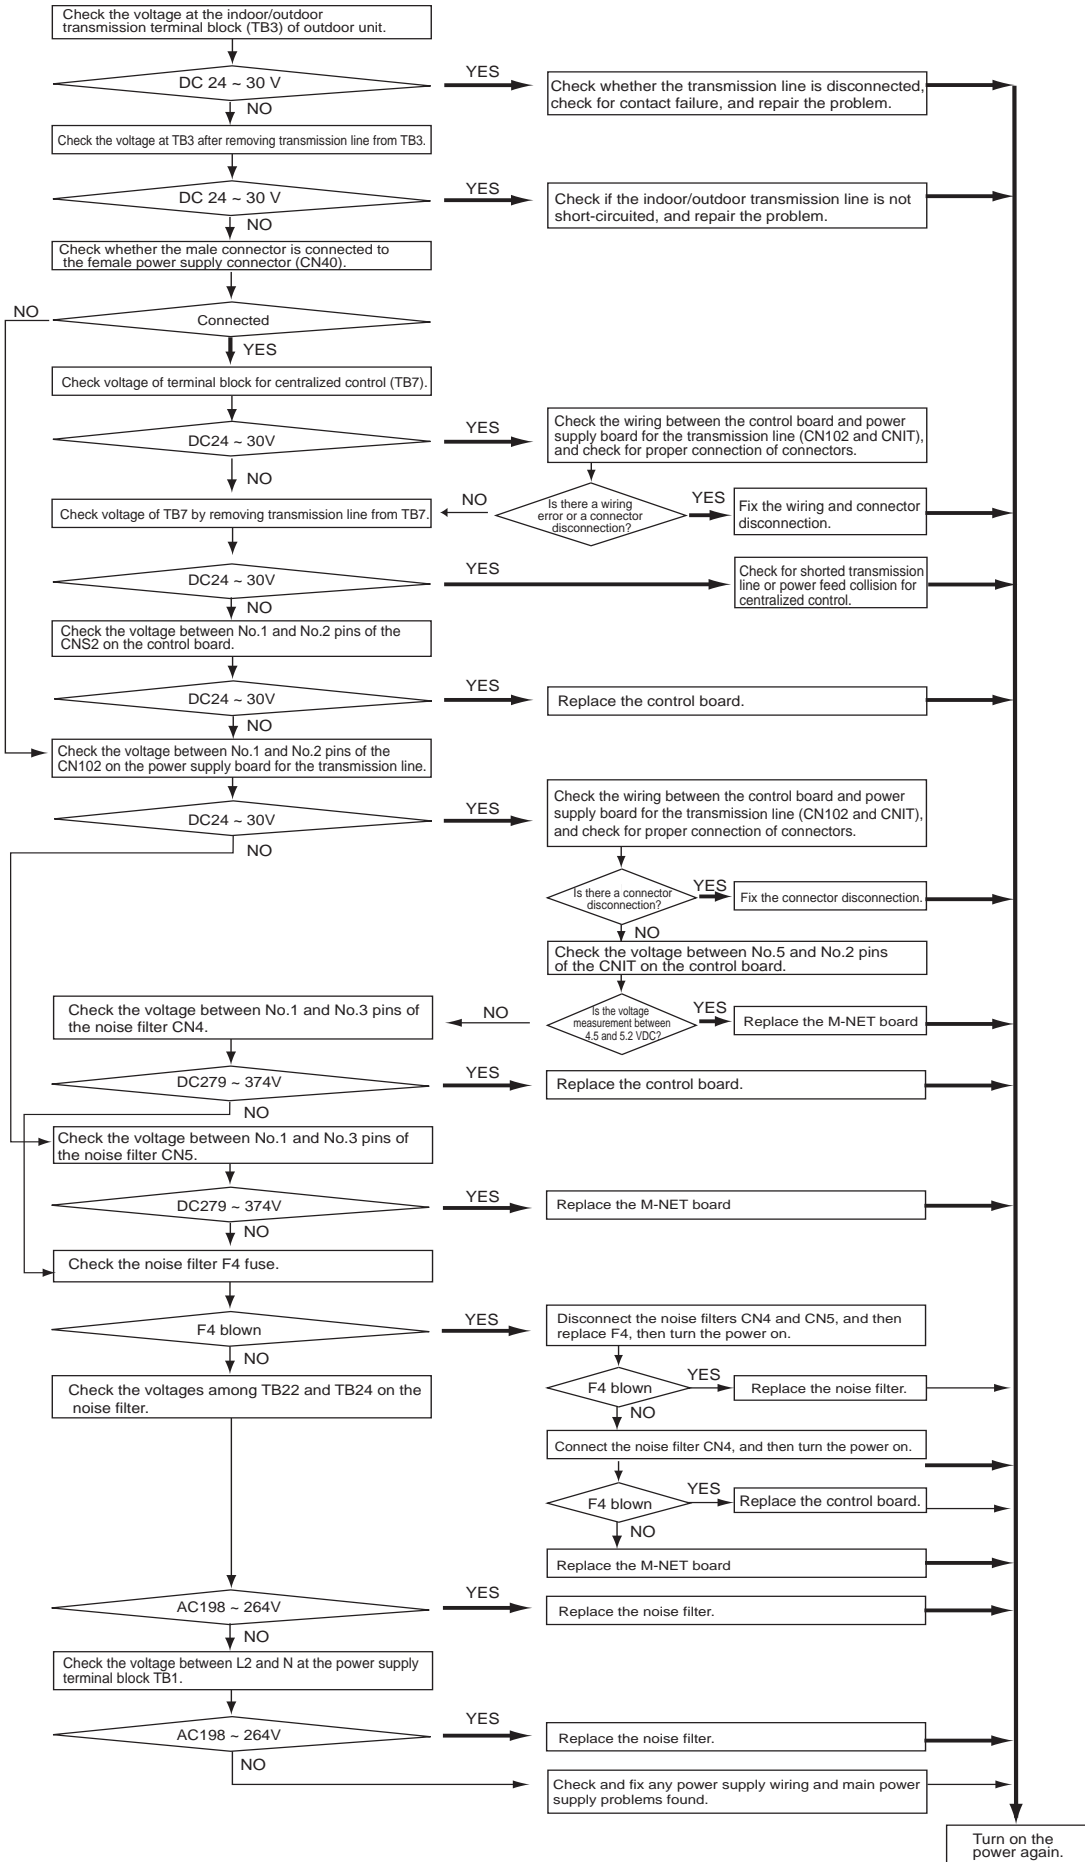 Check the voltage at the indoor/outdoor
transmission terminal block (TB3) of outdoor unit.
DC 24 ~ 30 V
YES
Check whether the transmission line is disconnected,
check for contact failure, and repair the problem.
NO
Check the voltage at TB3 after removing transmission line from TB3.
DC 24 ~ 30 V
YES
Check if the indoor/outdoor transmission line is not
short-circuited, and repair the problem.
NO
Check whether the male connector is connected to
the female power supply connector (CN40).
NO
Connected
YES
Check voltage of terminal block for centralized control (TB7).
DC24 ~ 30V
YES
Check the wiring between the control board and power
supply board for the transmission line (CN102 and CNIT),
and check for proper connection of connectors.
NO
Check voltage of TB7 by removing transmission line from TB7.
NO
Is there a wiring
error or a connector
disconnection?
YES
Fix the wiring and connector
disconnection.
DC24 ~ 30V
YES
Check for shorted transmission
line or power feed collision for
centralized control.
NO
Check the voltage between No.1 and No.2 pins of the
CNS2 on the control board.
DC24 ~ 30V
YES
Replace the control board.
NO
Check the voltage between No.1 and No.2 pins of the
CN102 on the power supply board for the transmission line.
DC24 ~ 30V
YES
Check the wiring between the control board and power
supply board for the transmission line (CN102 and CNIT),
and check for proper connection of connectors.
NO
Is there a connector
disconnection?
YES
Fix the connector disconnection.
NO
Check the voltage between No.5 and No.2 pins
of the CNIT on the control board.
Check the voltage between No.1 and No.3 pins of
the noise filter CN4.
NO
Is the voltage
measurement between
4.5 and 5.2 VDC?
YES
Replace the M-NET board
DC279 ~ 374V
YES
Replace the control board.
NO
Check the voltage between No.1 and No.3 pins of
the noise filter CN5.
DC279 ~ 374V
YES
Replace the M-NET board
NO
Check the noise filter F4 fuse.
F4 blown
YES
Disconnect the noise filters CN4 and CN5, and then
replace F4, then turn the power on.
NO
Check the voltages among TB22 and TB24 on the
noise filter.
F4 blown
YES
Replace the noise filter.
NO
Connect the noise filter CN4, and then turn the power on.
F4 blown
YES
Replace the control board.
NO
Replace the M-NET board
AC198 ~ 264V
YES
Replace the noise filter.
NO
Check the voltage between L2 and N at the power supply
terminal block TB1.
AC198 ~ 264V
YES
Replace the noise filter.
NO
Check and fix any power supply wiring and main power
supply problems found.
Turn on the
power again.